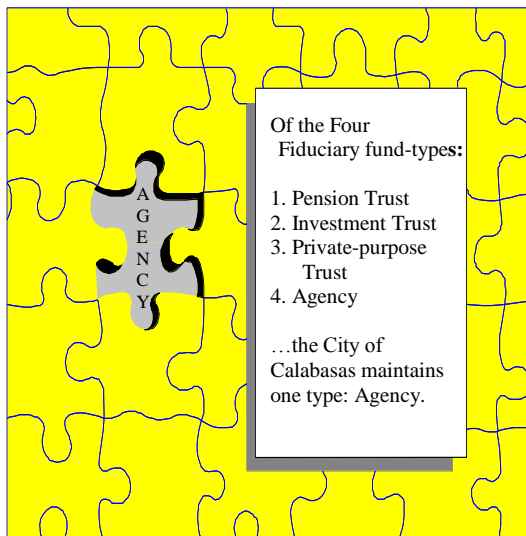 AGENCY
Of the Four
Fiduciary fund-types:
1. Pension Trust
2. Investment Trust
3. Private-purpose
Trust
4. Agency
…the City of
Calabasas maintains
one type: Agency.